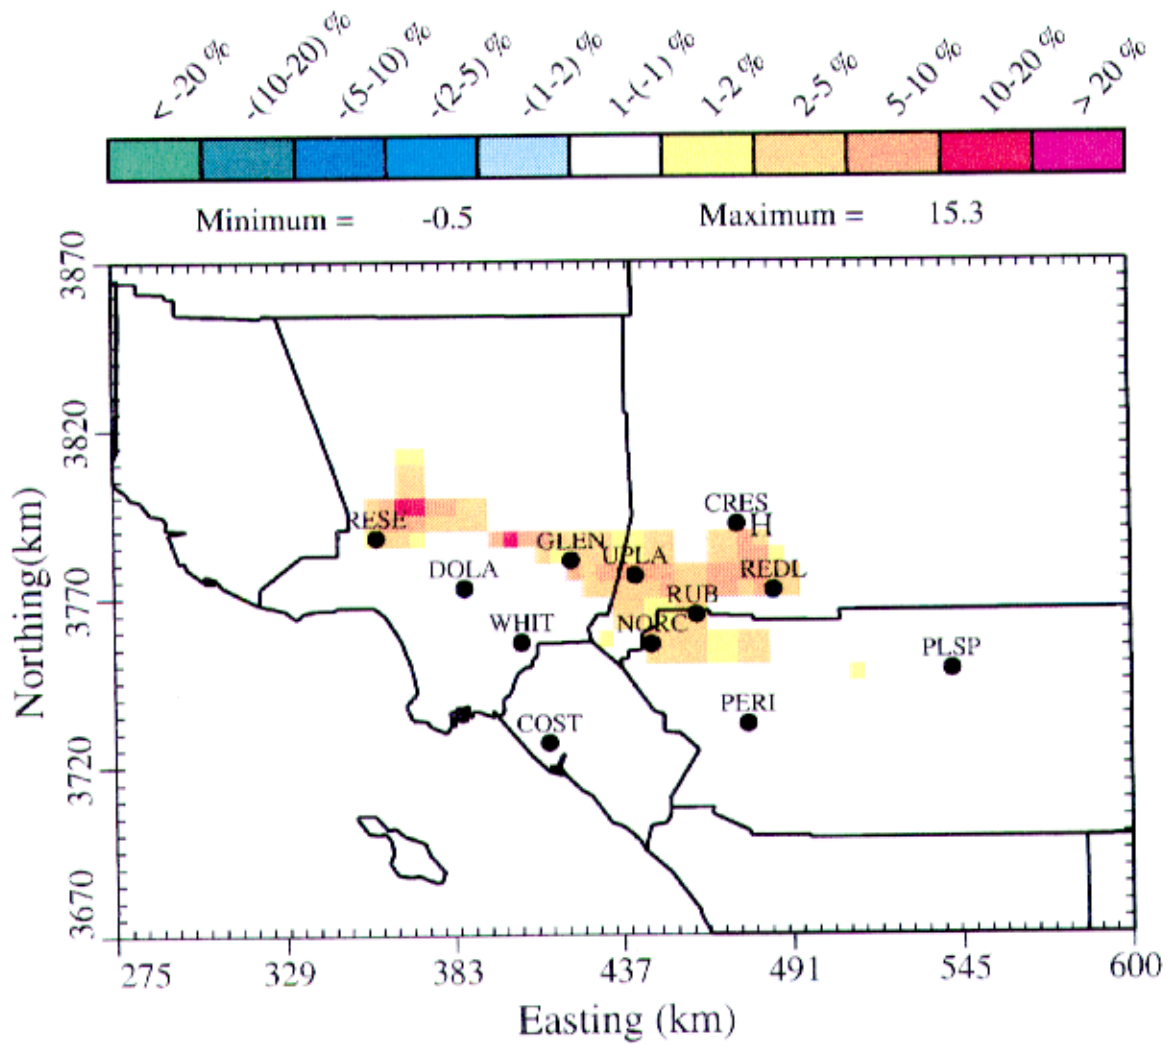 < -20 % -(10-20) % -(5-10) % -(2-5) % -(1-2) % 1-(-1) % 1-2 % 2-5 % 5-10 % 10-20 % > 20 %
Minimum = -0.5 Maximum = 15.3
3870
3820
3770
3720
3670
Northing(km)
CRES
H
RESE
GLEN
UPLA
DOLA
REDL
RUB
WHIT
NORC
PLSP
PERI
COST
275 329 383 437 491 545 600
Easting (km)